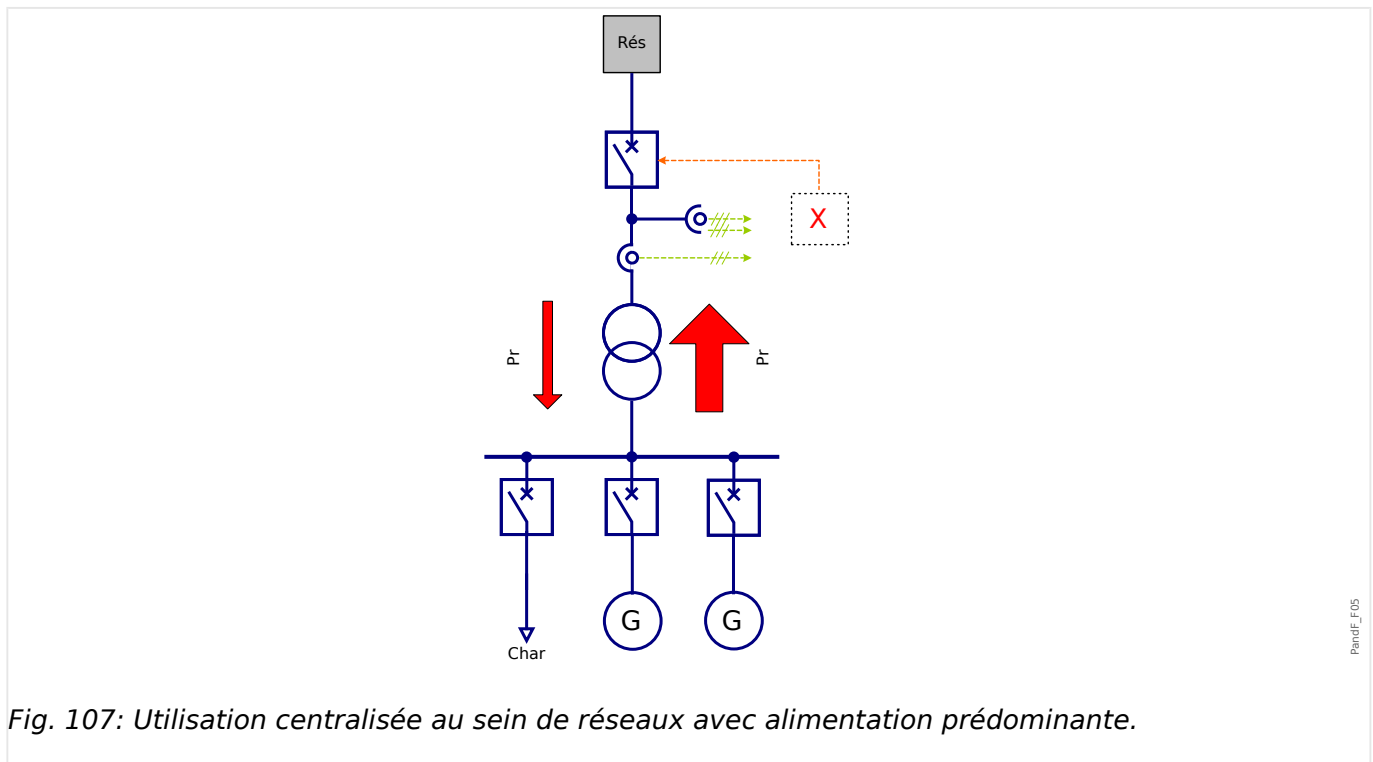 Rés
X
Pr
Pr
G
G
Char
PandF_F05
Fig. 107: Utilisation centralisée au sein de réseaux avec alimentation prédominante.